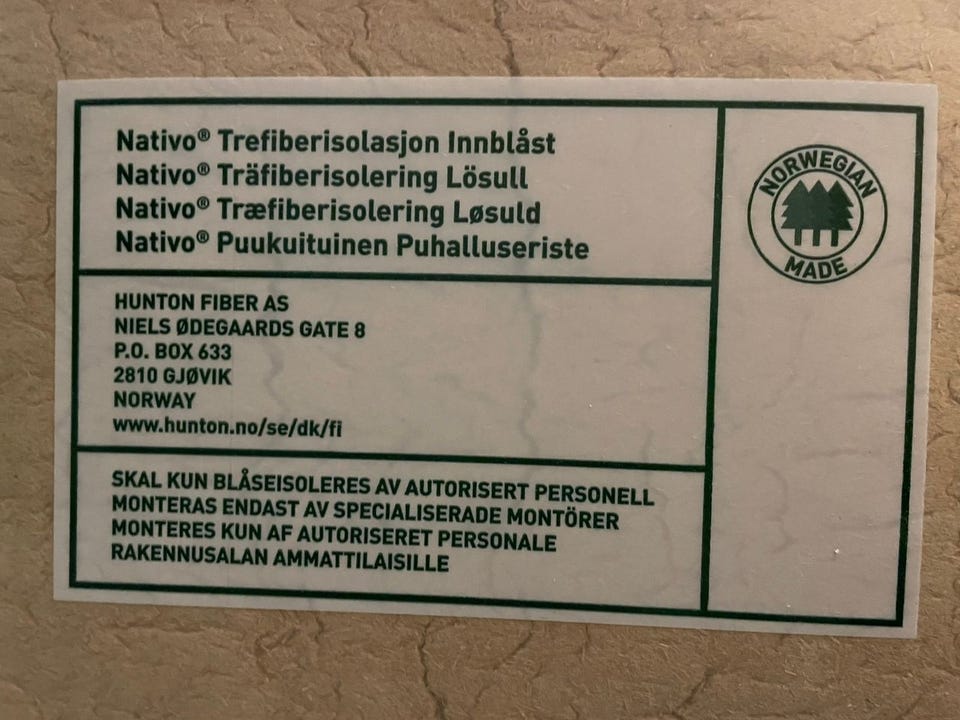 Nativo® Trefiberisolasjon Innblåst
Nativo® Träfiberisolering Lösull
Nativo® Træfiberisolering Løsuld
Nativo® Puukuituinen Puhalluseriste
NORWEGIAN
MADE
HUNTON FIBER AS
NIELS ØDEGAARDS GATE 8
P.O. BOX 633
2810 GJØVIK
NORWAY
www.hunton.no/se/dk/fi
SKAL KUN BLÅSEISOLERES AV AUTORISERT PERSONELL
MONTERAS ENDAST AV SPECIALISERADE MONTÖRER
MONTERES KUN AF AUTORISERET PERSONALE
RAKENNUSALAN AMMATTILAISILLE